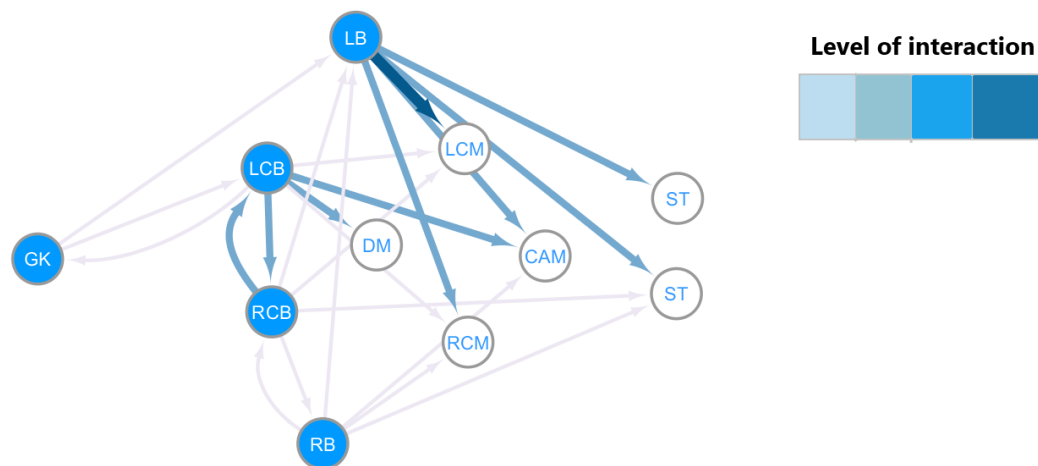 LB
Level of interaction
LCM
LCB
ST
DM
CAM
GK
ST
RCB
RCM
RB